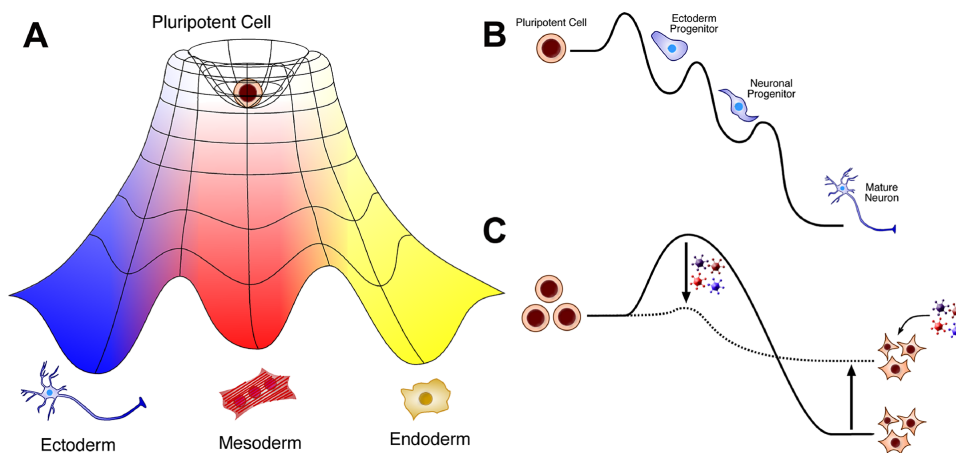 A
Pluripotent Cell
Ectoderm
Mesoderm
Endoderm
B
Pluripotent Cell
Ectoderm
Progenitor
Neuronal
Progenitor
Mature
Neuron
C